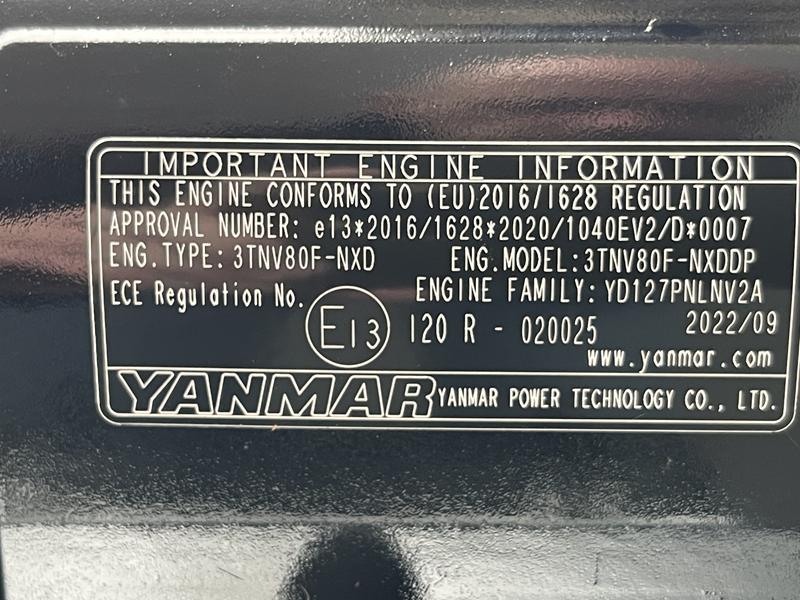 IMPORTANT ENGINE INFORMATION
THIS ENGINE CONFORMS TO (EU)2016/1628 REGULATION
APPROVAL NUMBER: e13*2016/1628*2020/1040EV2/D*0007
ENG.TYPE: 3TNV80F-NXD ENG.MODEL:3TNV80F-NXDDP
ECE Regulation No. ENGINE FAMILY: YD127PNLNV2A
E13 120 R - 020025 2022/09
www.yanmar.com
YANMAR YANMAR POWER TECHNOLOGY CO., LTD.